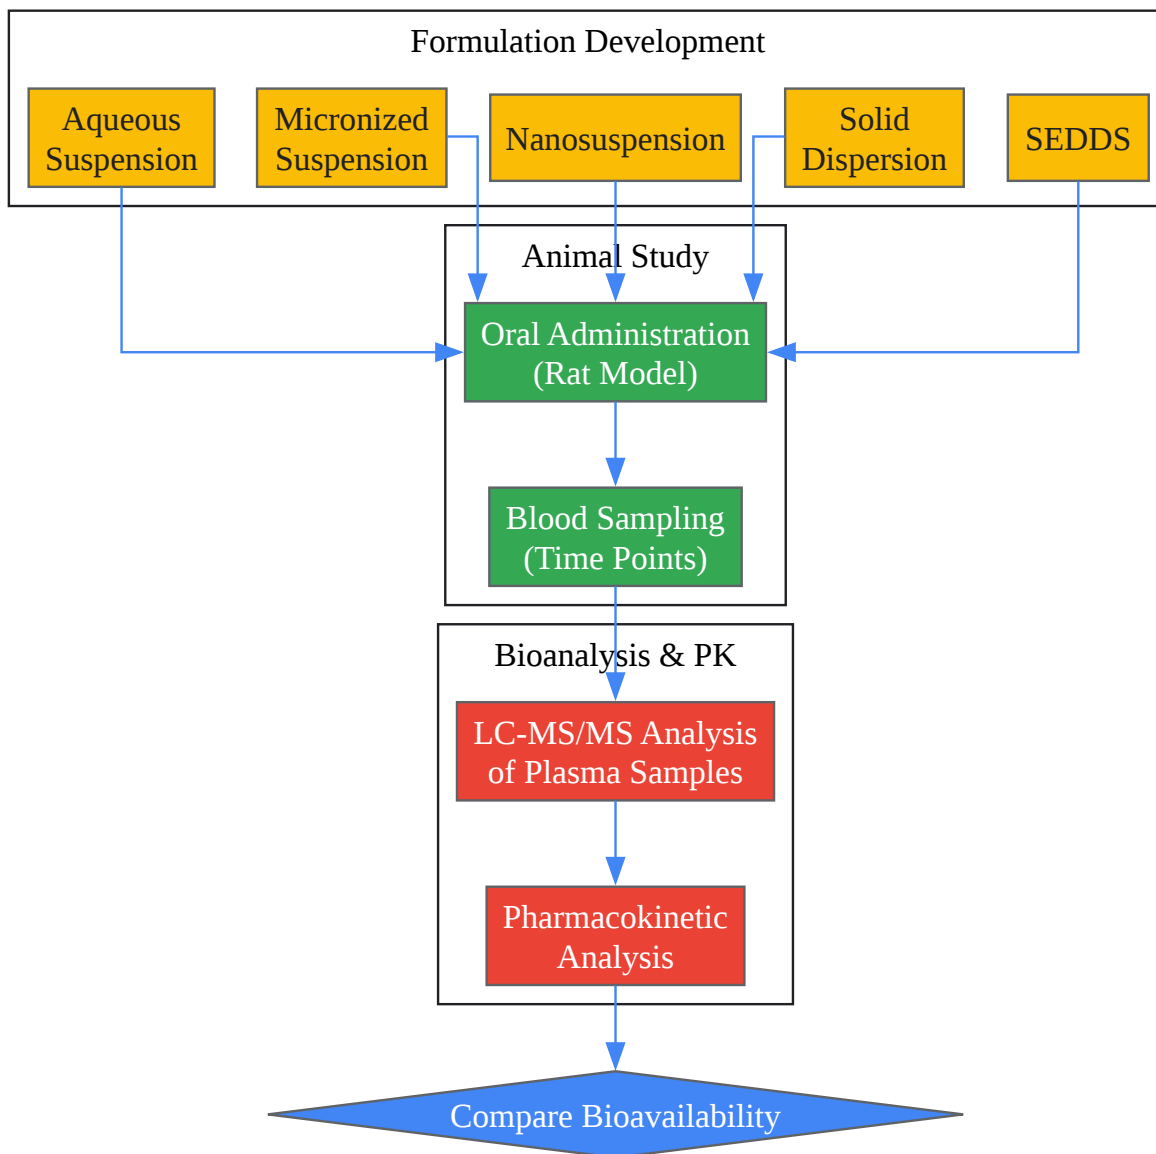 Formulation Development
Aqueous
Suspension
Micronized
Suspension
Nanosuspension
Solid
Dispersion
SEDDS
Animal Study
Oral Administration
(Rat Model)
Blood Sampling
(Time Points)
Bioanalysis & PK
LC-MS/MS Analysis
of Plasma Samples
Pharmacokinetic
Analysis
Compare Bioavailability